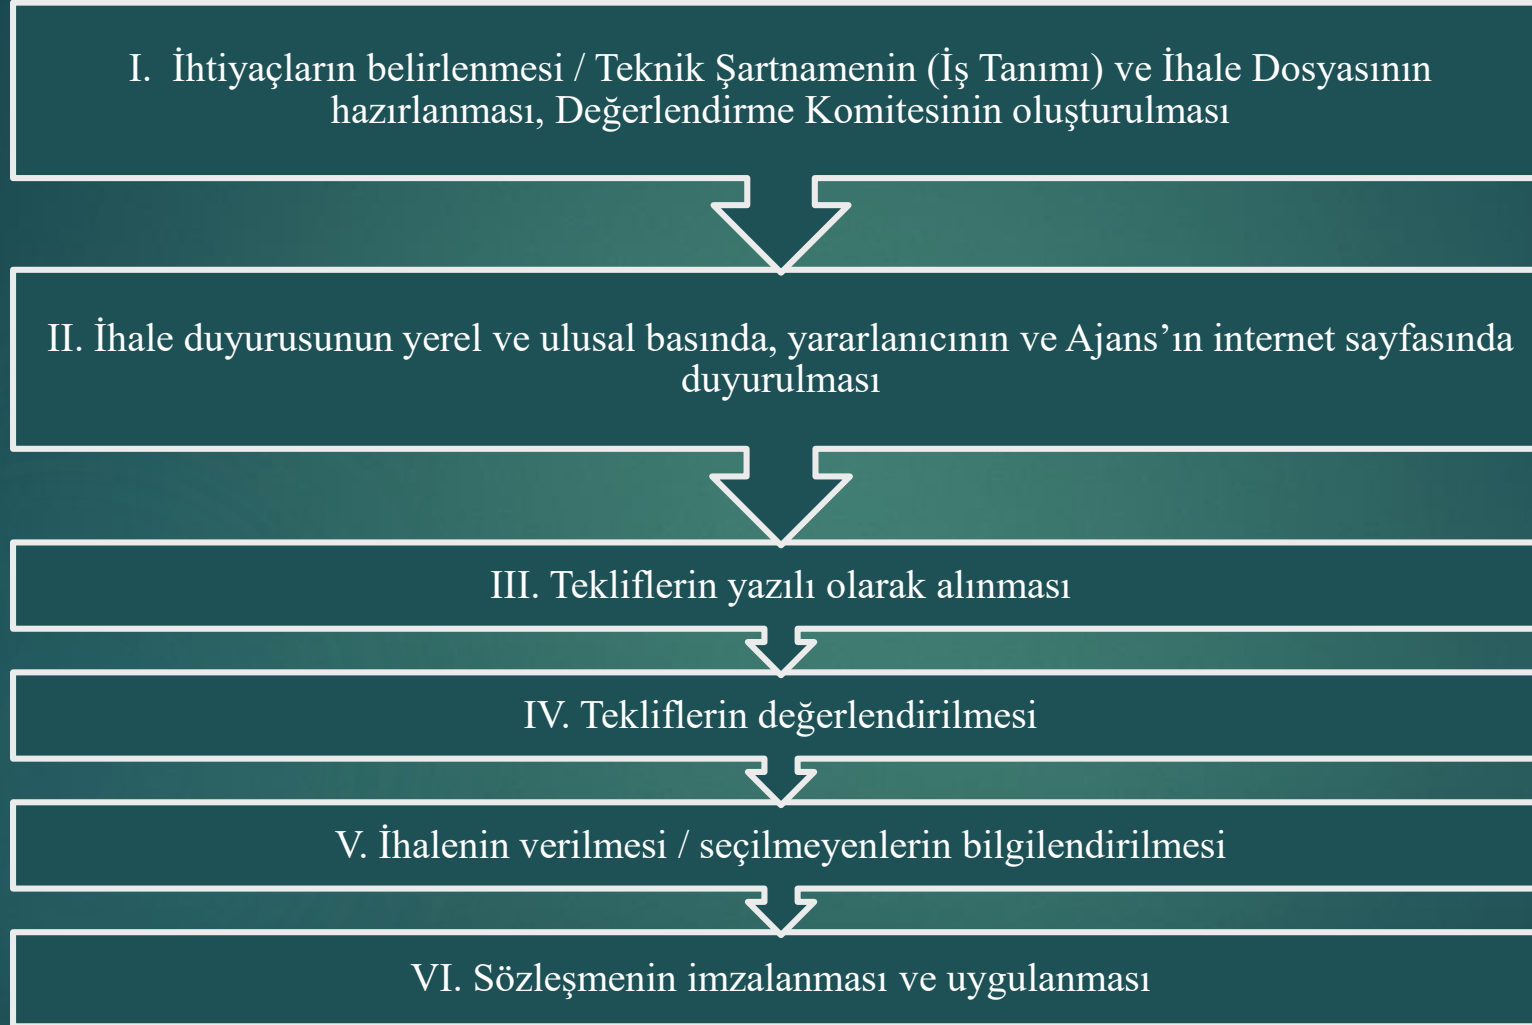 I. İhtiyaçların belirlenmesi / Teknik Şartnamenin (İş Tanımı) ve İhale Dosyasının
hazırlanması, Değerlendirme Komitesinin oluşturulması
II. İhale duyurusunun yerel ve ulusal basında, yararlanıcının ve Ajans’ın internet sayfasında
duyurulması
III. Tekliflerin yazılı olarak alınması
IV. Tekliflerin değerlendirilmesi
V. İhalenin verilmesi / seçilmeyenlerin bilgilendirilmesi
VI. Sözleşmenin imzalanması ve uygulanması